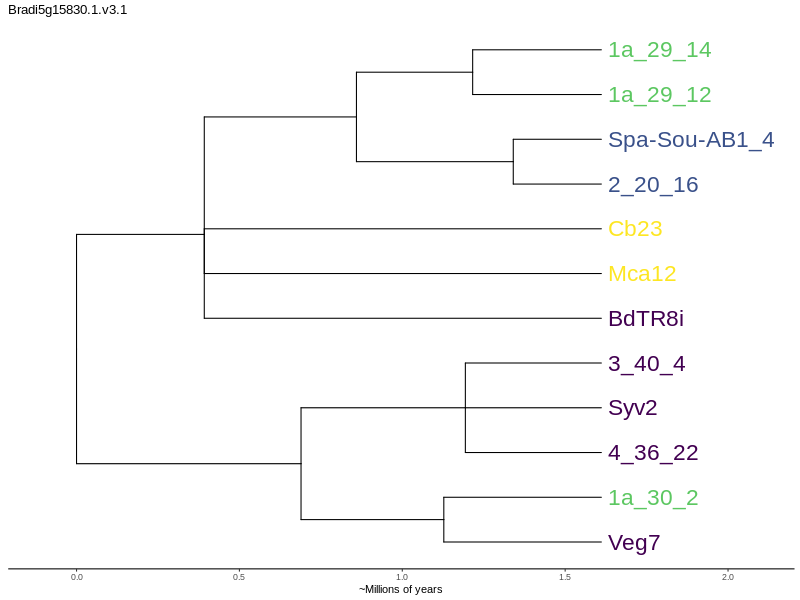 Bradi5g15830.1.v3.1
1a_29_14
1a_29_12
Spa-Sou-AB1_4
2_20_16
Cb23
Mca12
BdTR8i
3_40_4
Syv2
4_36_22
1a_30_2
Veg7
0.0 0.5 1.0 1.5 2.0
~Millions of years